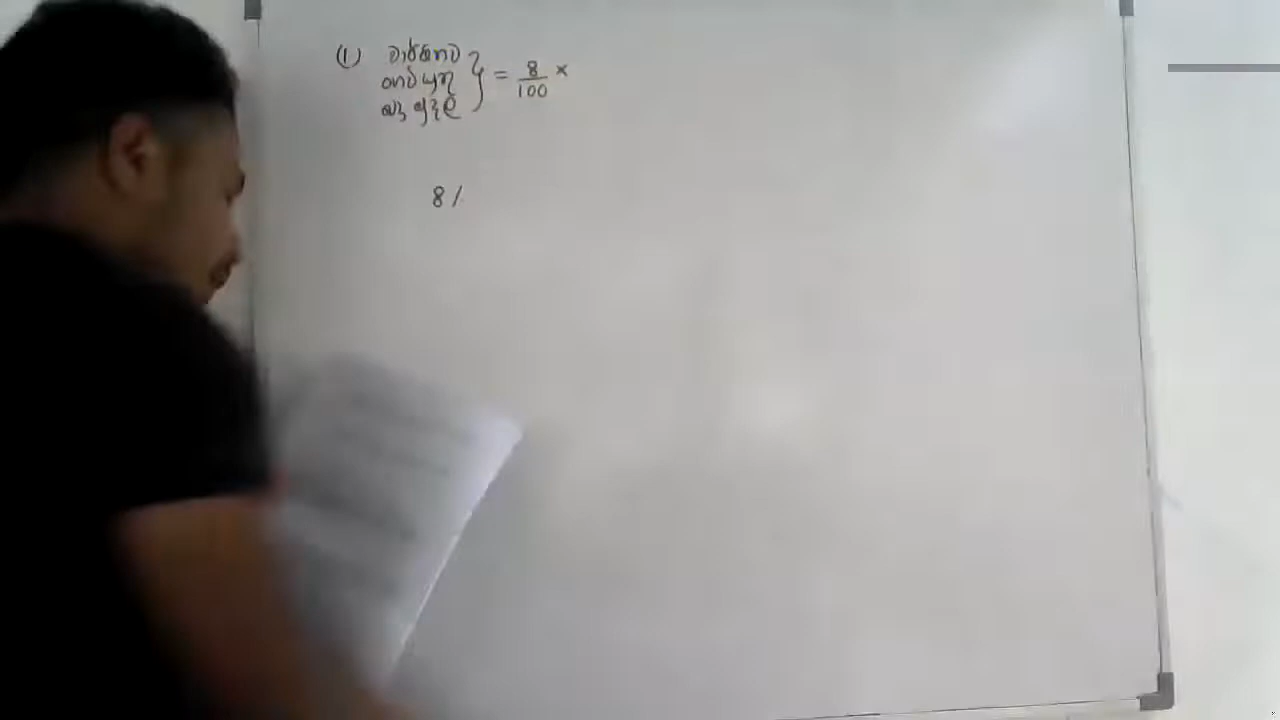 (1) වාර්ෂිකව
ගෙවිය යුතු
බදු මුදල
} = 8/100 ×
8 /